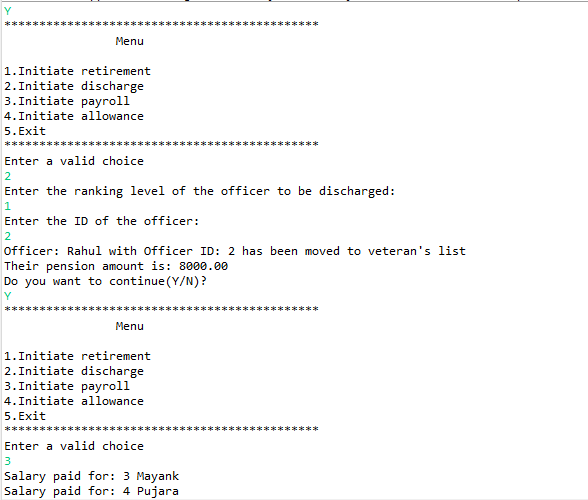 Y
*********************************************
Menu
1.Initiate retirement
2.Initiate discharge
3.Initiate payroll
4.Initiate allowance
5.Exit
*********************************************
Enter a valid choice
2
Enter the ranking level of the officer to be discharged:
1
Enter the ID of the officer:
2
Officer: Rahul with Officer ID: 2 has been moved to veteran's list
Their pension amount is: 8000.00
Do you want to continue(Y/N)?
Y
*********************************************
Menu
1.Initiate retirement
2.Initiate discharge
3.Initiate payroll
4.Initiate allowance
5.Exit
*********************************************
Enter a valid choice
3
Salary paid for: 3 Mayank
Salary paid for: 4 Pujara